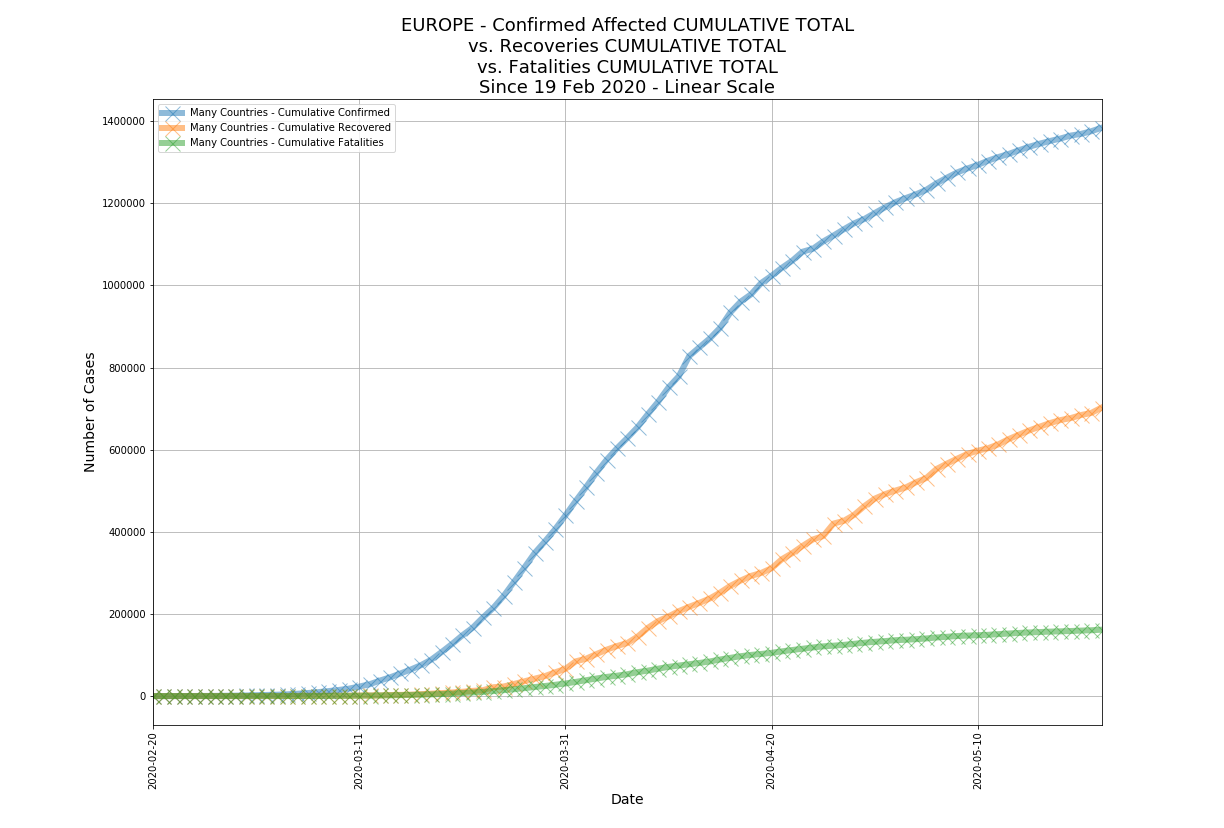 EUROPE - Confirmed Affected CUMULATIVE TOTAL
vs. Recoveries CUMULATIVE TOTAL
vs. Fatalities CUMULATIVE TOTAL
Since 19 Feb 2020 - Linear Scale
Many Countries - Cumulative Confirmed
Many Countries - Cumulative Recovered
Many Countries - Cumulative Fatalities
1400000
1200000
1000000
800000
600000
400000
200000
0
Number of Cases
2020-02-20
2020-03-11
2020-03-31
2020-04-20
2020-05-10
Date